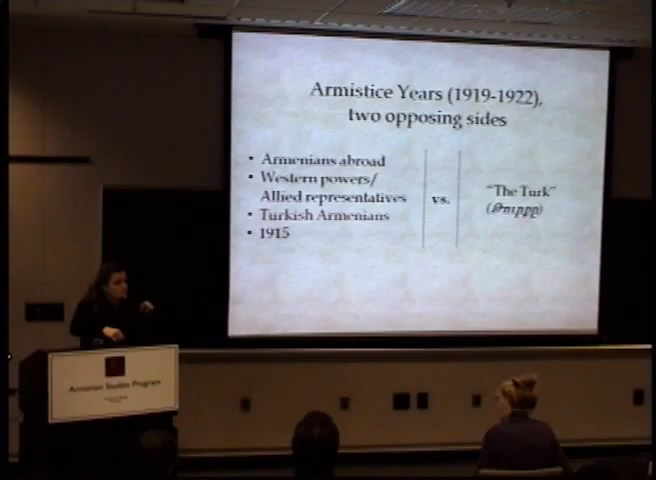 Armistice Years (1919-1922),
two opposing sides
• Armenians abroad
• Western powers/
Allied representatives
• Turkish Armenians
• 1915
vs.
“The Turk”
(Թուրքը)
Armenian Studies Program